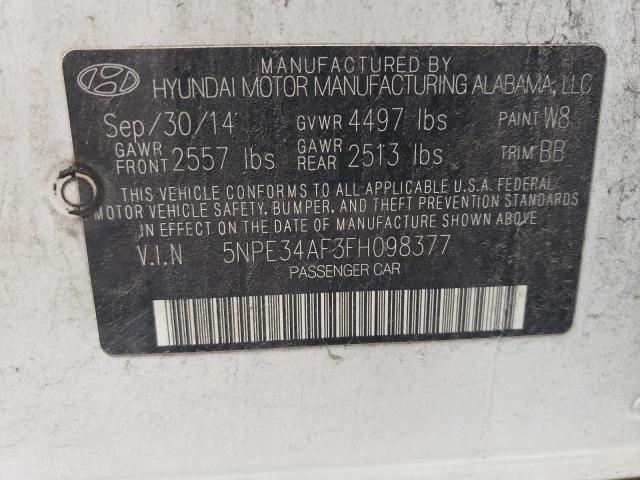 MANUFACTURED BY
HYUNDAI MOTOR MANUFACTURING ALABAMA, LLC
Sep/30/14 GVWR 4497 lbs PAINT W8
GAWR FRONT 2557 lbs GAWR REAR 2513 lbs TRIM BB
THIS VEHICLE CONFORMS TO ALL APPLICABLE U.S.A. FEDERAL
MOTOR VEHICLE SAFETY, BUMPER, AND THEFT PREVENTION
STANDARDS IN EFFECT ON THE DATE OF MANUFACTURE SHOWN ABOVE.
V.I.N 5NPE34AF3FH098377
PASSENGER CAR